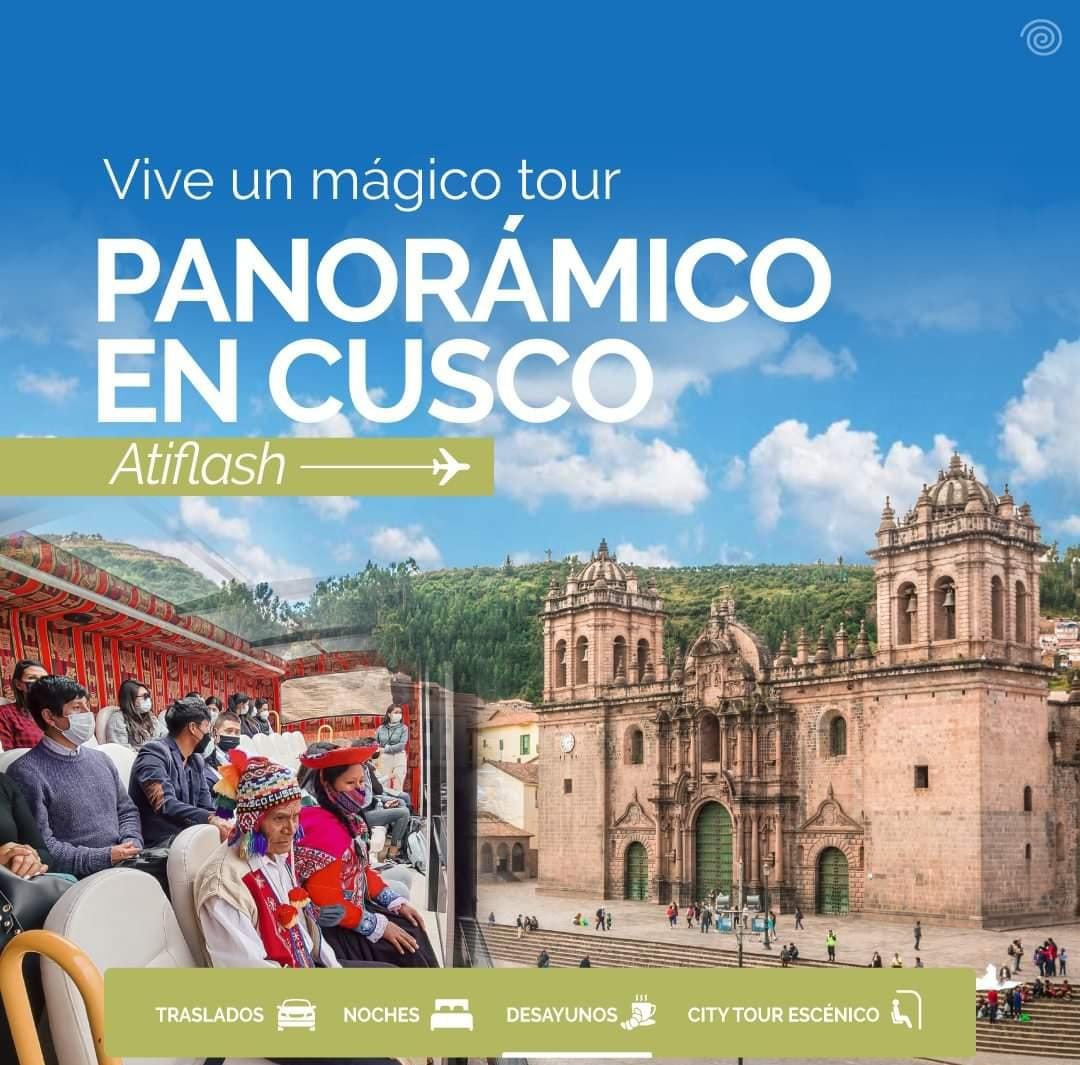 Vive un mágico tour
PANORÁMICO
EN CUSCO
Atiflash
TRASLADOS NOCHES DESAYUNOS CITY TOUR ESCÉNICO